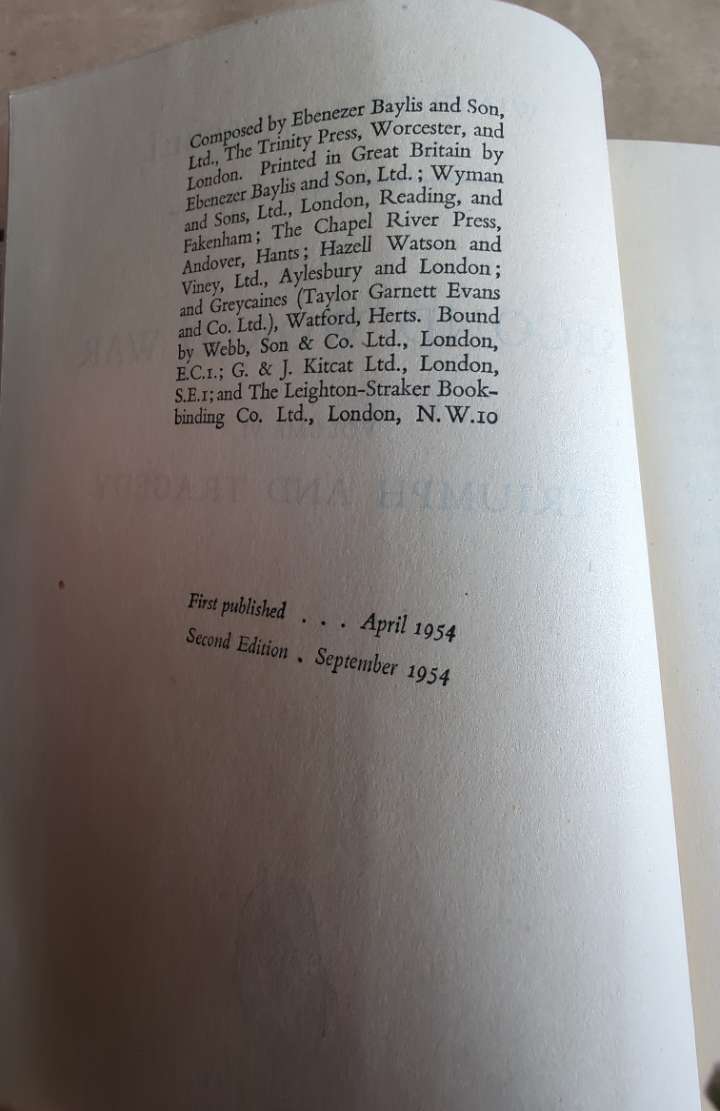 Composed by Ebenezer Baylis and Son,
Ltd., The Trinity Press, Worcester, and
London. Printed in Great Britain by
Ebenezer Baylis and Son, Ltd.; Wyman
and Sons, Ltd., London, Reading, and
Fakenham; The Chapel River Press,
Andover, Hants; Hazell Watson and
Viney, Ltd., Aylesbury and London;
and Greycaines (Taylor Garnett Evans
and Co. Ltd.), Watford, Herts. Bound
by Webb, Son & Co. Ltd., London,
E.C.1.; G. & J. Kitcat Ltd., London,
S.E.1; and The Leighton-Straker Book-
binding Co. Ltd., London, N.W.10
TRIUMPH AND TRAGEDY
First published . . . April 1954
Second Edition . September 1954